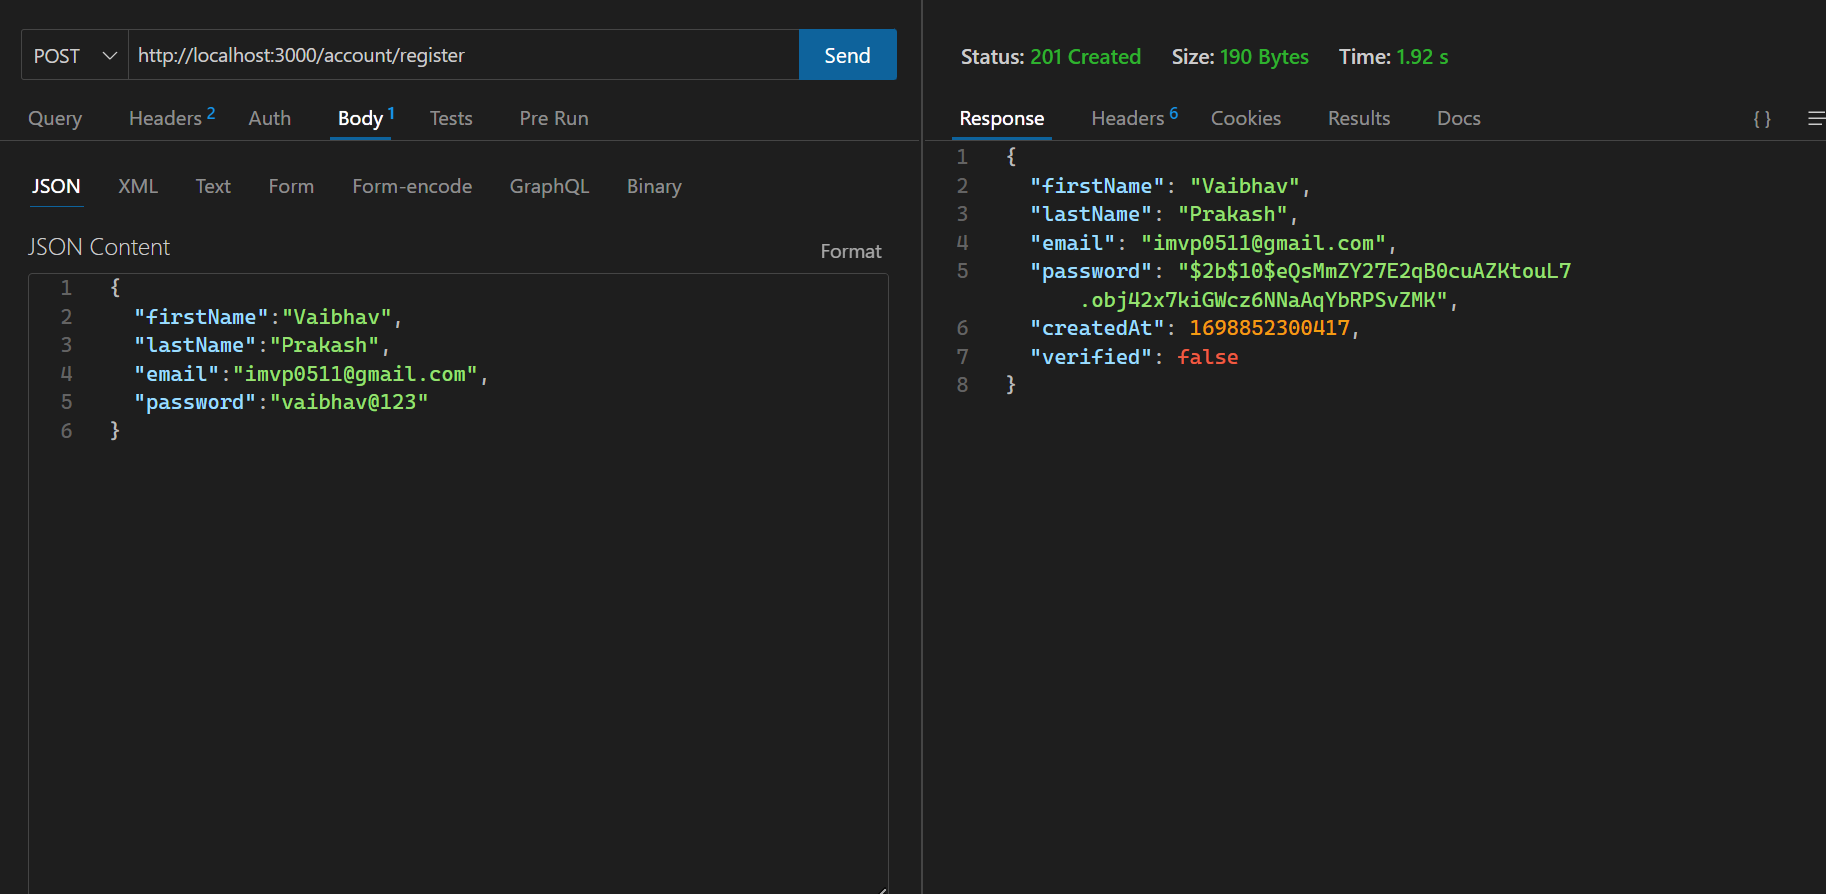 POST http://localhost:3000/account/register Send
Query Headers 2 Auth Body 1 Tests Pre Run
JSON XML Text Form Form-encode GraphQL Binary
JSON Content Format
1 {
2 "firstName":"Vaibhav",
3 "lastName":"Prakash",
4 "email":"imvp0511@gmail.com",
5 "password":"vaibhav@123"
6 }
Status: 201 Created Size: 190 Bytes Time: 1.92 s
Response Headers 6 Cookies Results Docs { }
1 {
2 "firstName": "Vaibhav",
3 "lastName": "Prakash",
4 "email": "imvp0511@gmail.com",
5 "password": "$2b$10$eQsMmZY27E2qB0cuAZKtouL7
.obj42x7kiGWcz6NNaAqYbRPSvZMK",
6 "createdAt": 1698852300417,
7 "verified": false
8 }